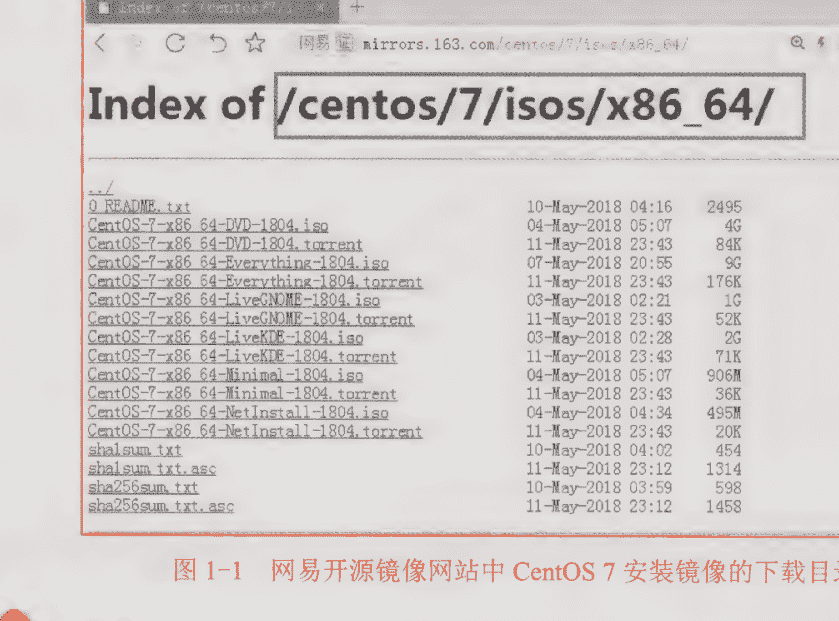 Index of /centos/7/i
网易 证 mirrors.163.com/centos/7/isos/x86_64/
Index of /centos/7/isos/x86_64/
../
0_README.txt 10-May-2018 04:16 2495
CentOS-7-x86_64-DVD-1804.iso 04-May-2018 05:07 4G
CentOS-7-x86_64-DVD-1804.torrent 11-May-2018 23:43 84K
CentOS-7-x86_64-Everything-1804.iso 07-May-2018 20:55 9G
CentOS-7-x86_64-Everything-1804.torrent 11-May-2018 23:43 176K
CentOS-7-x86_64-LiveGNOME-1804.iso 03-May-2018 02:21 1G
CentOS-7-x86_64-LiveGNOME-1804.torrent 11-May-2018 23:43 52K
CentOS-7-x86_64-LiveKDE-1804.iso 03-May-2018 02:28 2G
CentOS-7-x86_64-LiveKDE-1804.torrent 11-May-2018 23:43 71K
CentOS-7-x86_64-Minimal-1804.iso 04-May-2018 05:07 906M
CentOS-7-x86_64-Minimal-1804.torrent 11-May-2018 23:43 36K
CentOS-7-x86_64-NetInstall-1804.iso 04-May-2018 04:34 495M
CentOS-7-x86_64-NetInstall-1804.torrent 11-May-2018 23:43 20K
sha1sum.txt 10-May-2018 04:02 454
sha1sum.txt.asc 11-May-2018 23:12 1314
sha256sum.txt 10-May-2018 03:59 598
sha256sum.txt.asc 11-May-2018 23:12 1458
图 1-1 网易开源镜像网站中 CentOS 7 安装镜像的下载目